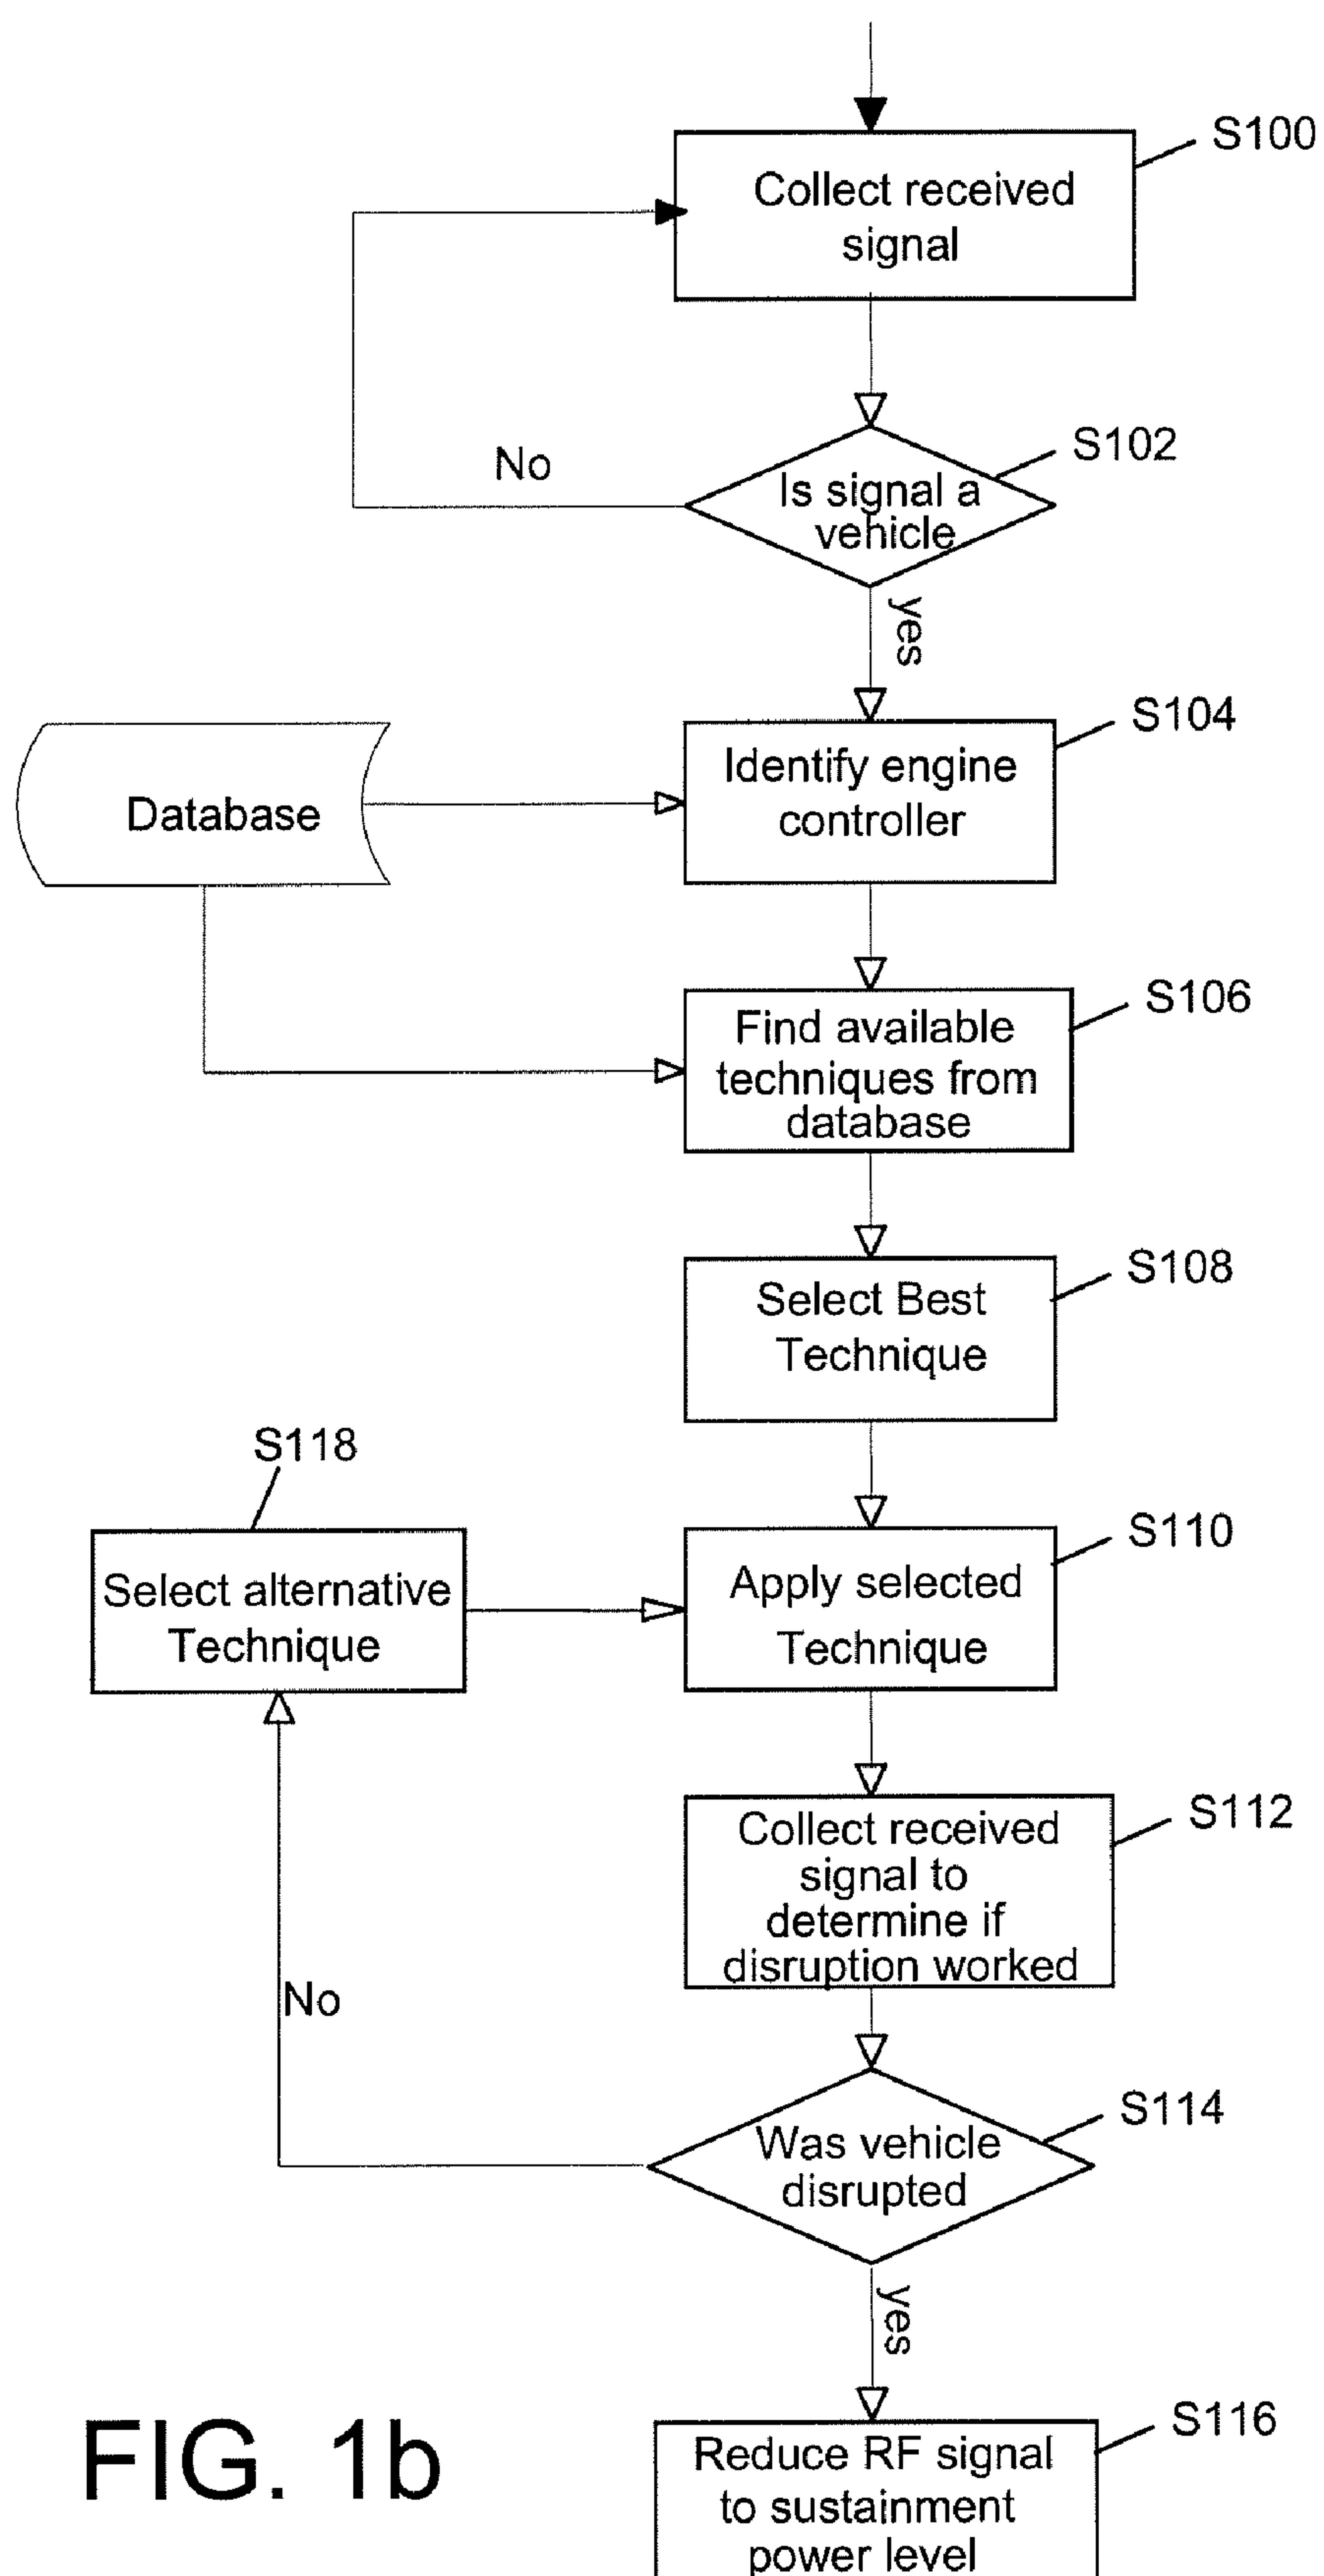 S100
Collect received
signal
No
S102
Is signal a
vehicle
yes
Database
S104
Identify engine
controller
S106
Find available
techniques from
database
S108
Select Best
Technique
S118
Select alternative
Technique
S110
Apply selected
Technique
S112
Collect received
signal to
determine if
disruption worked
No
S114
Was vehicle
disrupted
yes
S116
Reduce RF signal
to sustainment
power level
FIG. 1b